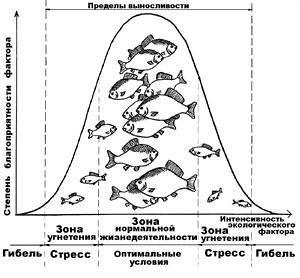 Пределы выносливости
Степень благоприятности фактора
Интенсивность
экологического
фактора
Зона
угнетения
Зона
нормальной
жизнедеятельности
Зона
угнетения
Гибель
Стресс
Оптимальные
условия
Стресс
Гибель